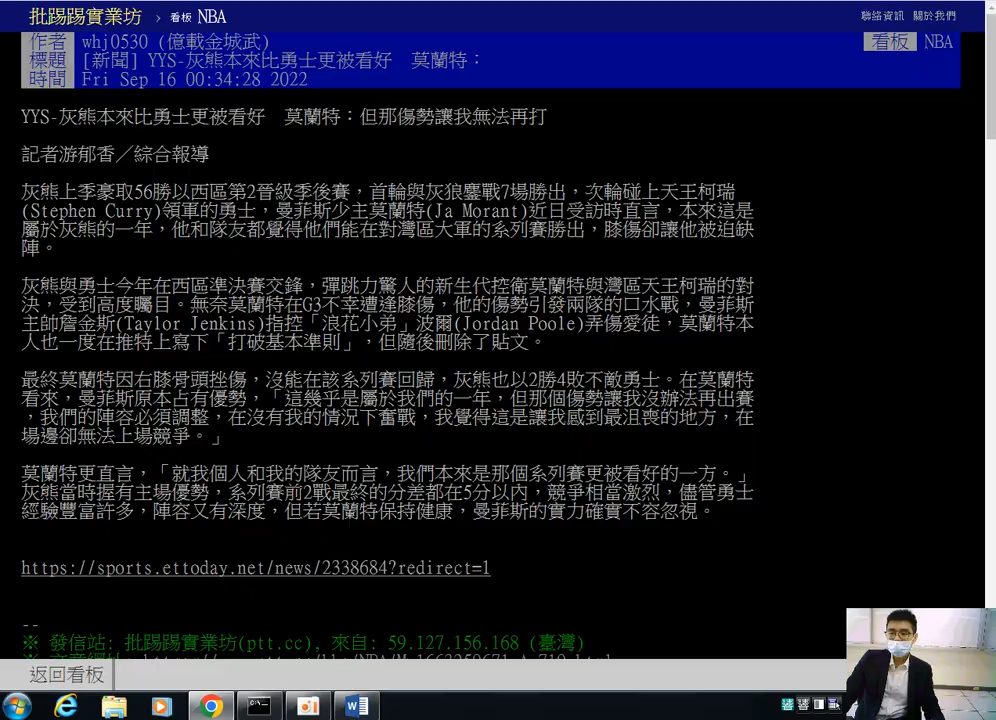 批踢踢實業坊 › 看板 NBA 聯絡資訊 關於我們
作者 whj0530 (億載金城武) 看板 NBA
標題 [新聞] YYS-灰熊本來比勇士更被看好 莫蘭特：
時間 Fri Sep 16 00:34:28 2022
YYS-灰熊本來比勇士更被看好 莫蘭特：但那傷勢讓我無法再打
記者游郁香／綜合報導
灰熊上季豪取56勝以西區第2晉級季後賽，首輪與灰狼鏖戰7場勝出，次輪碰上天王柯瑞
(Stephen Curry)領軍的勇士，曼菲斯少主莫蘭特(Ja Morant)近日受訪時直言，本來這是
屬於灰熊的一年，他和隊友都覺得他們能在對灣區大軍的系列賽勝出，膝傷卻讓他被迫缺
陣。
灰熊與勇士今年在西區準決賽交鋒，彈跳力驚人的新生代控衛莫蘭特與灣區天王柯瑞的對
決，受到高度矚目。無奈莫蘭特在G3不幸遭逢膝傷，他的傷勢引發兩隊的口水戰，曼菲斯
主帥詹金斯(Taylor Jenkins)指控「浪花小弟」波爾(Jordan Poole)弄傷愛徒，莫蘭特本
人也一度在推特上寫下「打破基本準則」，但隨後刪除了貼文。
最終莫蘭特因右膝骨頭挫傷，沒能在該系列賽回歸，灰熊也以2勝4敗不敵勇士。在莫蘭特
看來，曼菲斯原本占有優勢，「這幾乎是屬於我們的一年，但那個傷勢讓我沒辦法再出賽
，我們的陣容必須調整，在沒有我的情況下奮戰，我覺得這是讓我感到最沮喪的地方，在
場邊卻無法上場競爭。」
莫蘭特更直言，「就我個人和我的隊友而言，我們本來是那個系列賽更被看好的一方。」
灰熊當時握有主場優勢，系列賽前2戰最終的分差都在5分以內，競爭相當激烈，儘管勇士
經驗豐富許多，陣容又有深度，但若莫蘭特保持健康，曼菲斯的實力確實不容忽視。
https://sports.ettoday.net/news/2338684?redirect=1
--
※ 發信站: 批踢踢實業坊(ptt.cc), 來自: 59.127.156.168 (臺灣)
返回看板